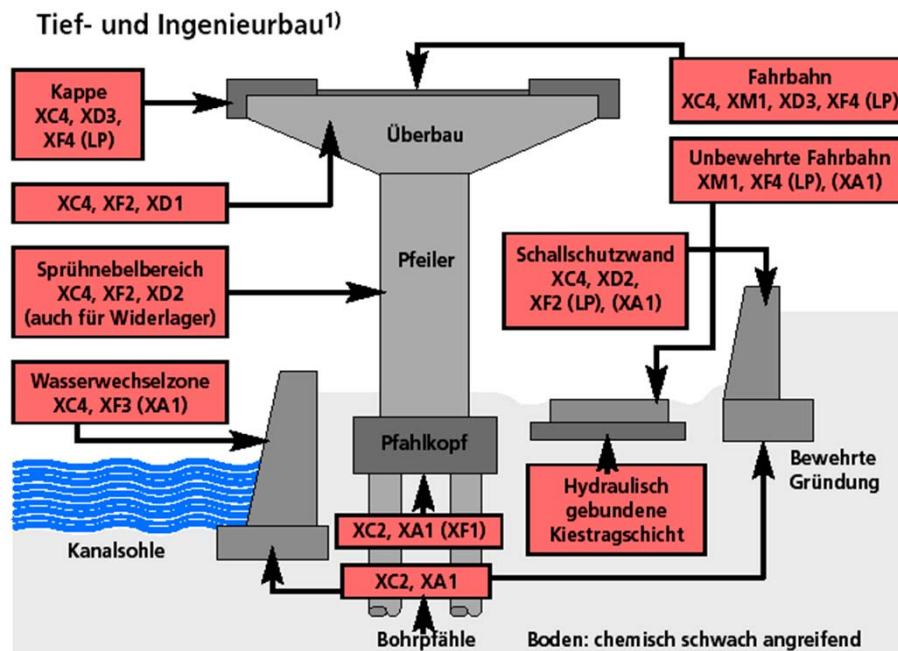 Tief- und Ingenieurbau¹⁾
Kappe
XC4, XD3,
XF4 (LP)
Fahrbahn
XC4, XM1, XD3, XF4 (LP)
Überbau
Unbewehrte Fahrbahn
XM1, XF4 (LP), (XA1)
XC4, XF2, XD1
Sprühnebelbereich
XC4, XF2, XD2
(auch für Widerlager)
Pfeiler
Schallschutzwand
XC4, XD2,
XF2 (LP), (XA1)
Wasserwechselzone
XC4, XF3 (XA1)
Pfahlkopf
Bewehrte
Gründung
Hydraulisch
gebundene
Kiestragschicht
XC2, XA1 (XF1)
Kanalsohle
XC2, XA1
Bohrpfähle
Boden: chemisch schwach angreifend